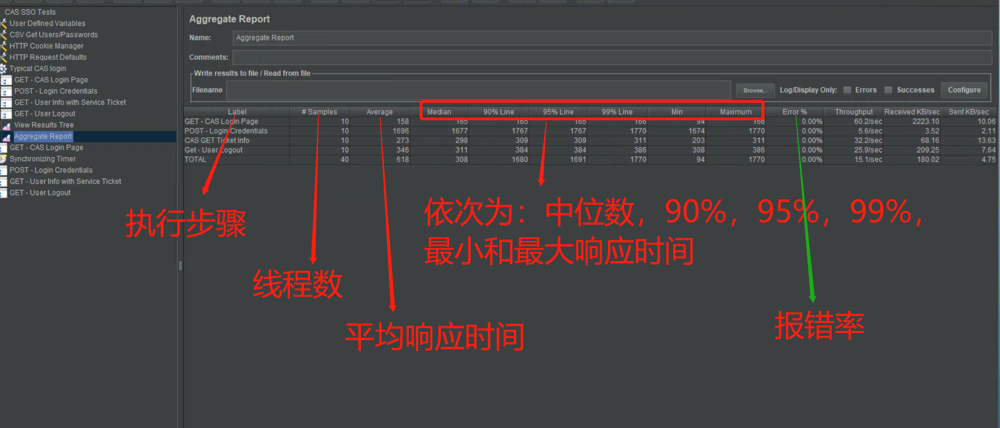 CAS SSO Tests
User Defined Variables
CSV Get Users/Passwords
HTTP Cookie Manager
HTTP Request Defaults
Typical CAS login
GET - CAS Login Page
POST - Login Credentials
GET - User Info with Service Ticket
GET - User Logout
View Results Tree
Aggregate Report
GET - CAS Login Page
Synchronizing Timer
POST - Login Credentials
GET - User Info with Service Ticket
GET - User Logout
Aggregate Report
Name: Aggregate Report
Comments:
Write results to file / Read from file
Filename Browse... Log/Display Only: Errors Successes Configure
Label # Samples Average Median 90% Line 95% Line 99% Line Min Maximum Error % Throughput Received KB/sec Sent KB/sec
GET - CAS Login Page 10 158 165 165 165 166 94 166 0.00% 60.2/sec 2223.10 10.06
POST - Login Credentials 10 1696 1677 1767 1767 1770 1674 1770 0.00% 5.6/sec 3.52 2.11
CAS GET Ticket Info 10 273 298 309 309 311 203 311 0.00% 32.2/sec 68.16 13.63
Get - User Logout 10 346 311 384 384 386 308 386 0.00% 25.9/sec 209.25 7.64
TOTAL 40 618 308 1680 1691 1770 94 1770 0.00% 15.1/sec 180.02 4.75
执行步骤
线程数
平均响应时间
依次为：中位数，90%，95%，99%，
最小和最大响应时间
报错率